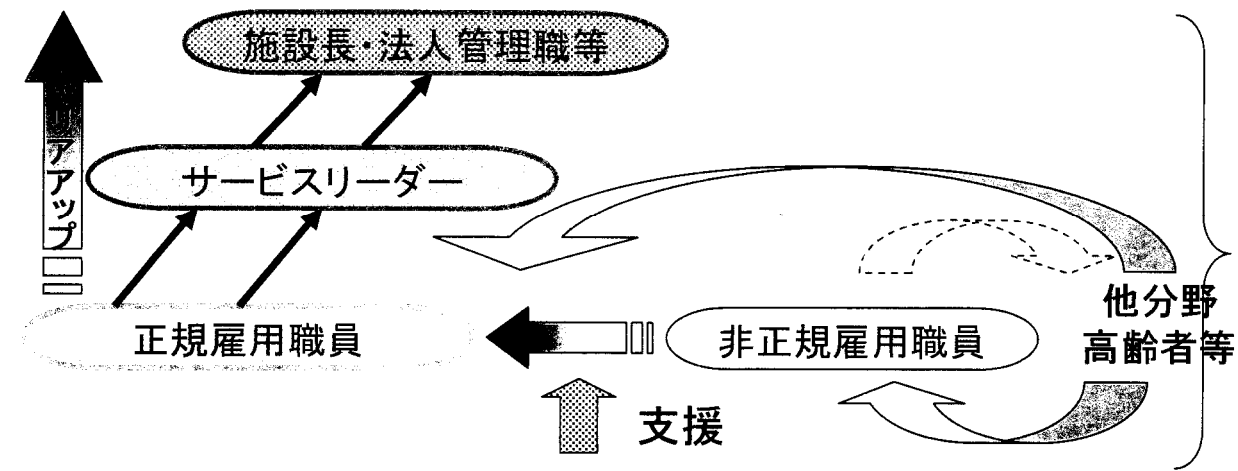 施設長・法人管理職等
リアアップ
サービスリーダー
他分野
高齢者等
正規雇用職員
非正規雇用職員
支援